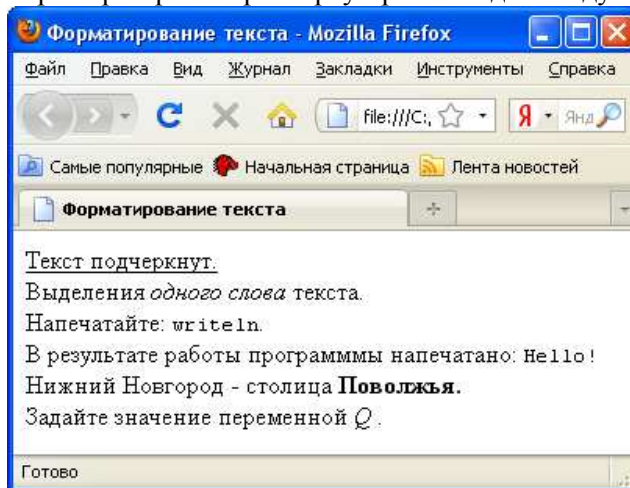 Форматирование текста - Mozilla Firefox
Файл Правка Вид Журнал Закладки Инструменты Справка
file:///C:, Я Янд
Самые популярные Начальная страница Лента новостей
Форматирование текста
Текст подчеркнут.
Выделения одного слова текста.
Напечатайте: writeln.
В результате работы программмы напечатано: Hello!
Нижний Новгород - столица Поволжья.
Задайте значение переменной Q .
Готово